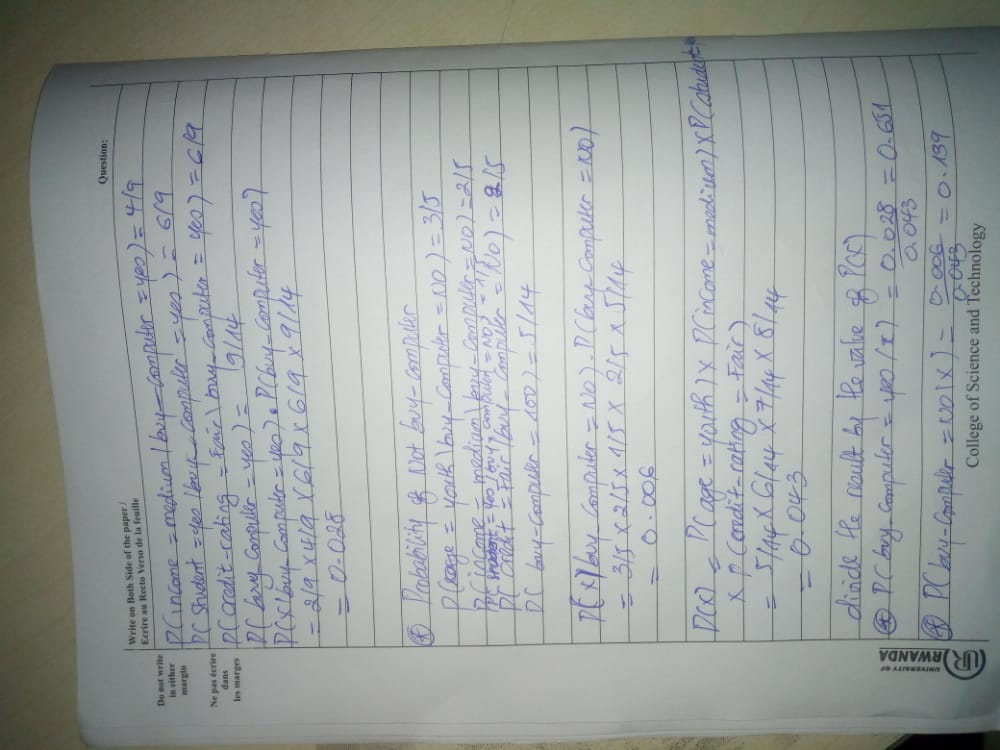 Question:
Write on Both Side of the paper /
Ecrire au Recto Verso de la feuille
Do not write
in either
margin
Ne pas écrire
dans
les marges
P(income = medium / buy-computer = yes) = 4/9
P(Student = yes / buy-computer = yes) = 6/9
P(credit-rating = Fair \ buy-computer = yes) = 6/9
P(buy computer = yes) = 9/14
P(x/buy-computer = yes) • P(buy-computer = yes)
= 2/9 x 4/9 x 6/9 x 6/9 x 9/14
= 0.028
Probability of Not buy-computer
P(age = youth \ buy-computer = NO) = 3/5
P(income = medium \ buy-computer = NO) = 2/5
P( student = yes \ buy computer = NO) = 1/5
P(credit = Fair / buy-computer = NO) = 2/5
P( buy-computer = NO) = 5/14
P(x) buy computer = NO) - P(buy-computer = NO)
= 3/5 x 2/5 x 1/5 x 2/5 x 5/14
= 0.006
P(x) = P(age = youth) x P(income = medium) x P(student
x P(credit-rating = Fair)
= 5/14 x 6/14 x 7/14 x 8/14
= 0.043
divide the result by the value of P(x)
P( buy-computer = yes / x) = 0.028 = 0.651
0.043
P(buy-computer = NO | x) = 0.006 = 0.139
0.043
UNIVERSITY of
RWANDA
UR
College of Science and Technology